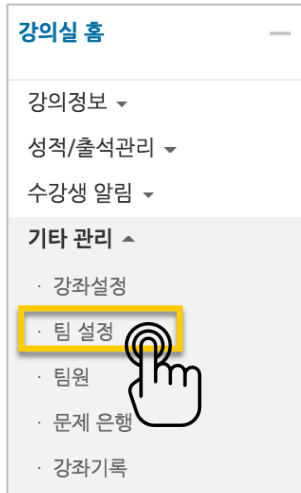 강의실 홈
강의정보
성적/출석관리
수강생 알림
기타 관리
· 강좌설정
· 팀 설정
· 팀원
· 문제 은행
· 강좌기록